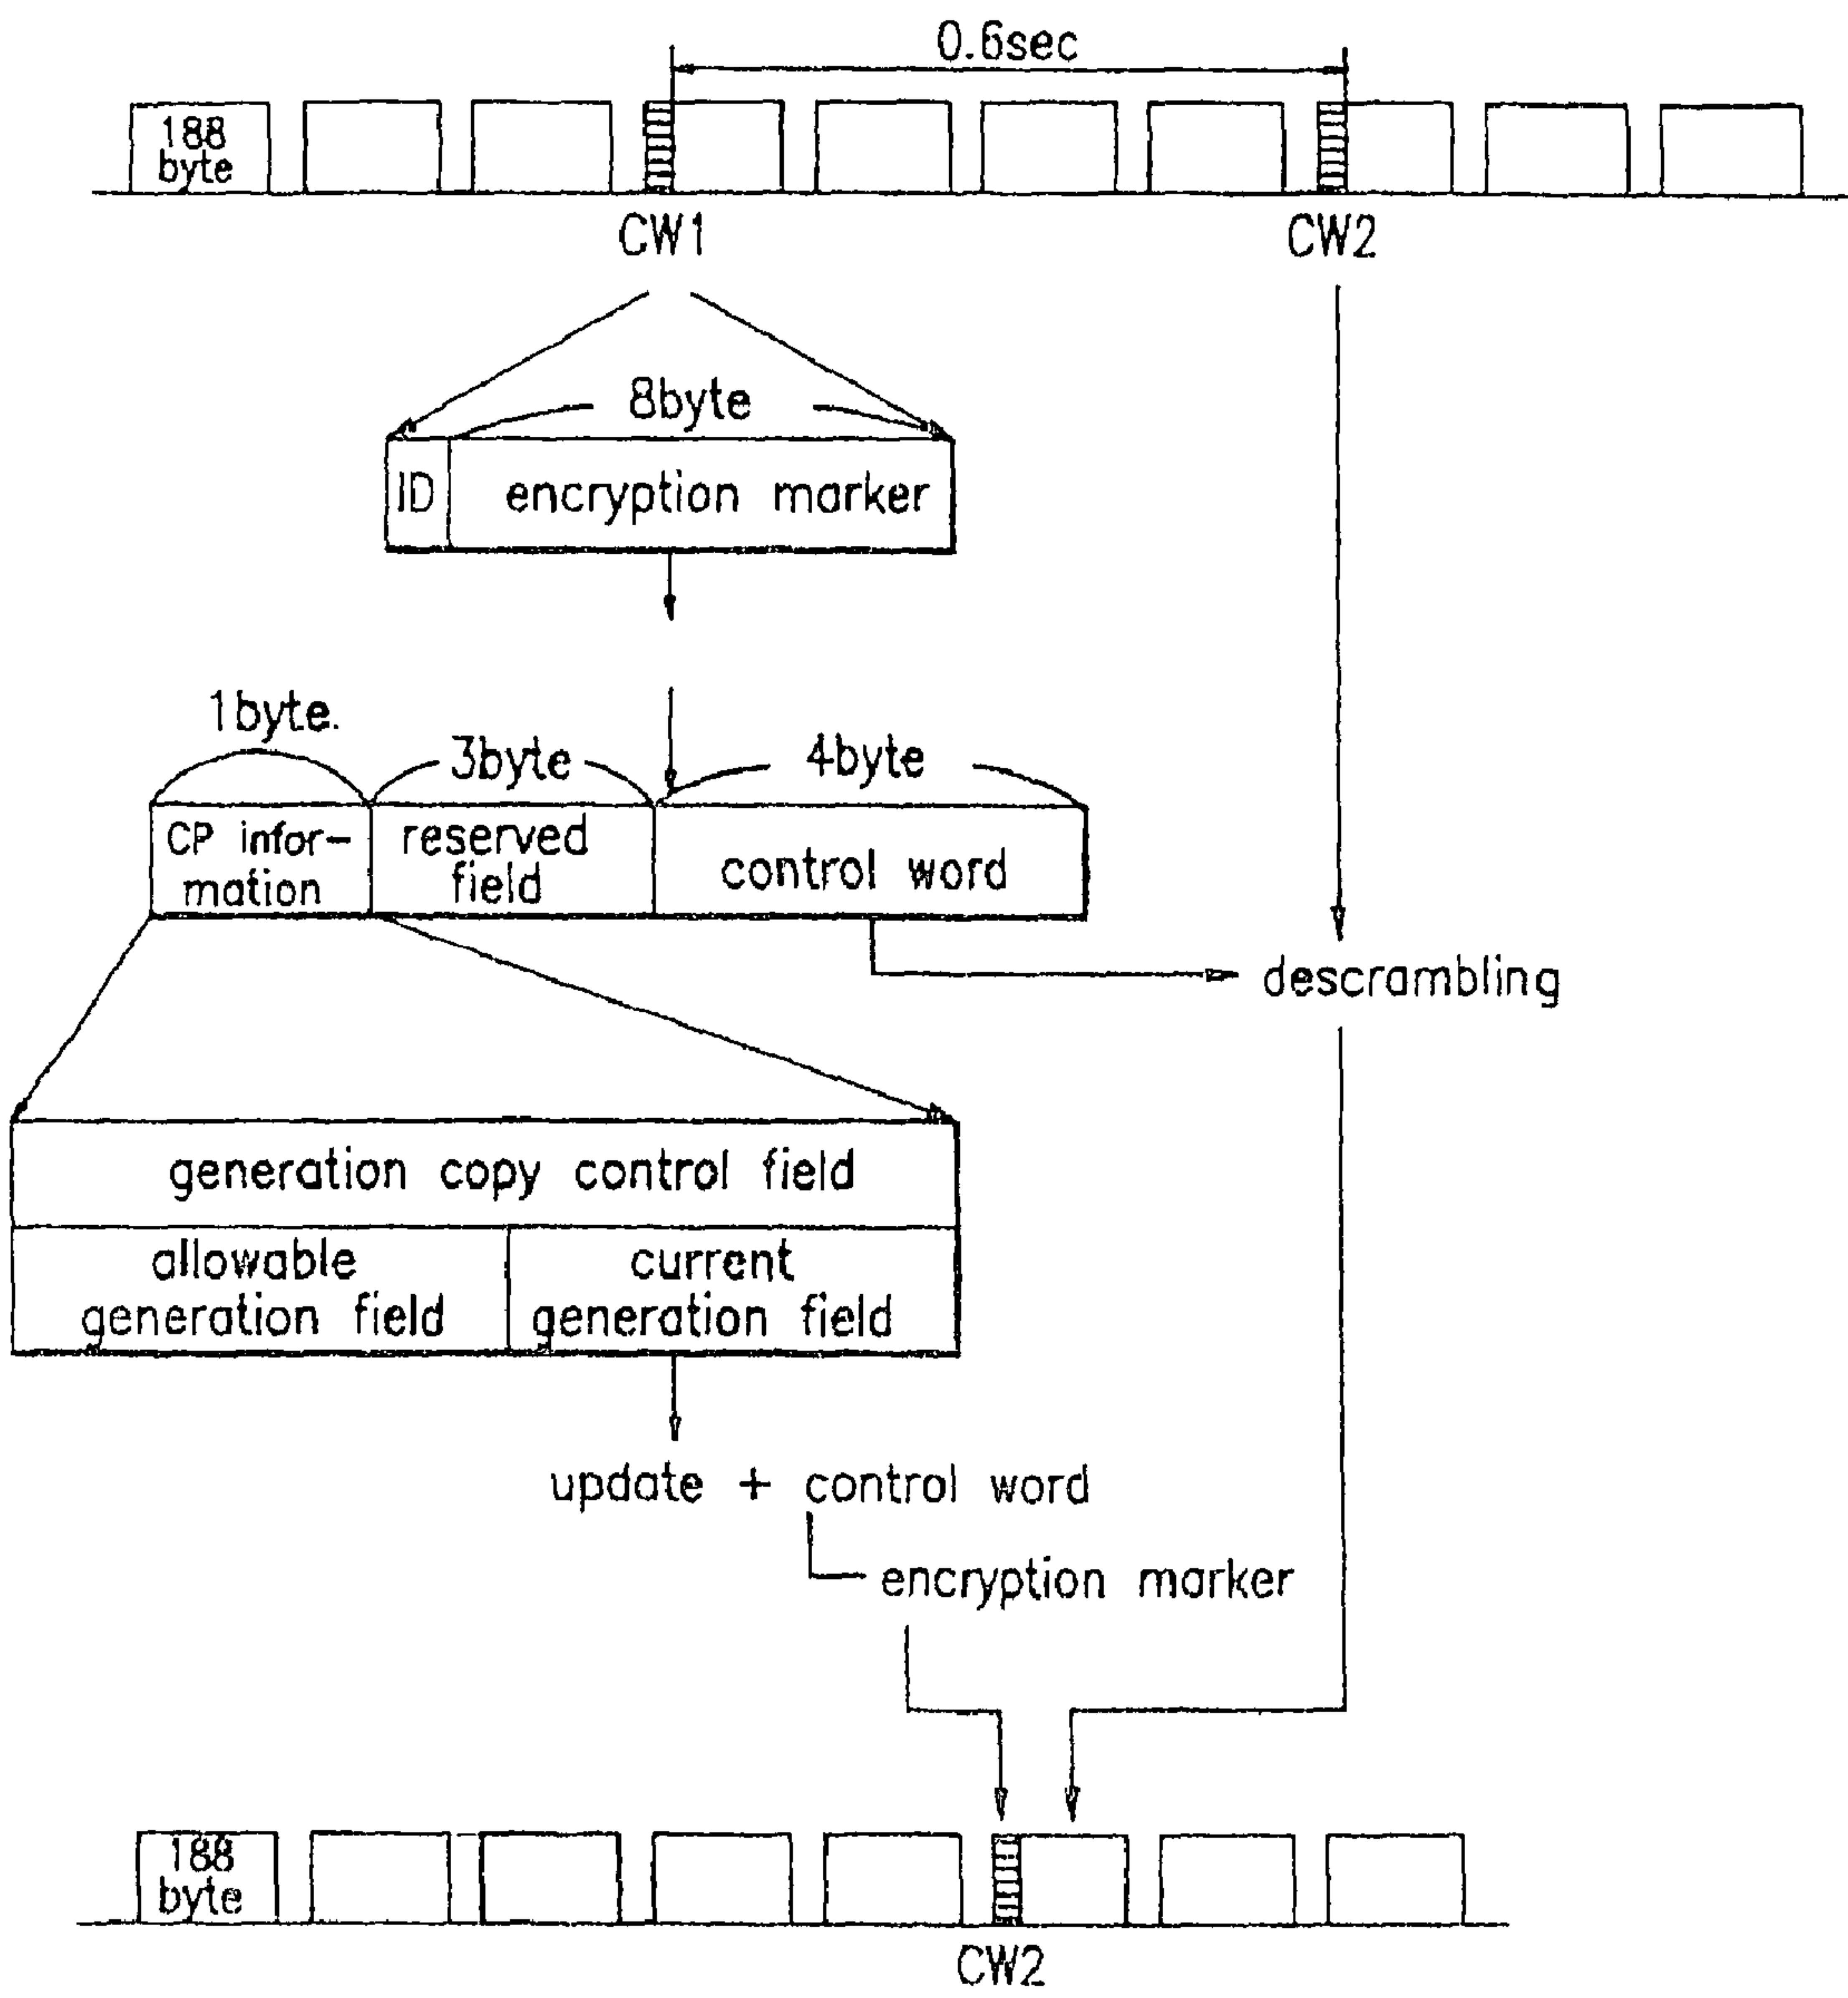 0.6sec
188
byte
CW1
CW2
8byte
ID
encryption marker
1byte.
3byte
4byte
CP infor-
mation
reserved
field
control word
descrambling
generation copy control field
allowable
generation field
current
generation field
update + control word
encryption marker
188
byte
CW2